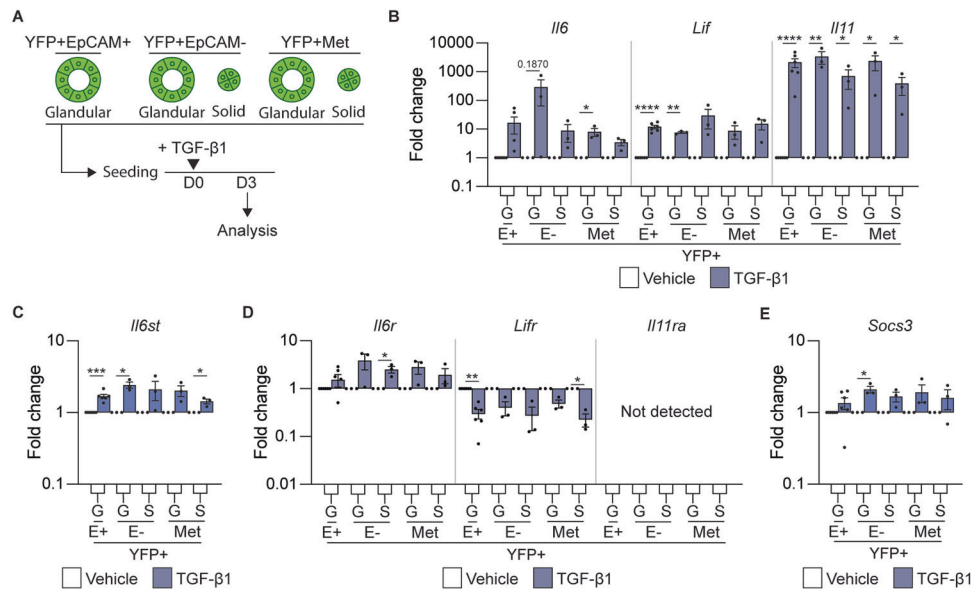 A
YFP+EpCAM+ YFP+EpCAM- YFP+Met
Glandular Glandular Solid Glandular Solid
+ TGF-β1
Seeding
D0 D3
Analysis
B
Il6 Lif Il11
Fold change
10000
1000
100
10
1
0.1
0.1870
* **** ** **** ** * * *
G G S G S G G S G S G G S G S
E+ E- Met E+ E- Met E+ E- Met
YFP+
Vehicle TGF-β1
C
Il6st
Fold change
10
1
0.1
*** * *
G G S G S
E+ E- Met
YFP+
Vehicle TGF-β1
D
Il6r Lifr Il11ra
Fold change
10
1
0.1
0.01
* ** *
Not detected
G G S G S G G S G S G G S G S
E+ E- Met E+ E- Met E+ E- Met
YFP+
Vehicle TGF-β1
E
Socs3
Fold change
10
1
0.1
*
G G S G S
E+ E- Met
YFP+
Vehicle TGF-β1